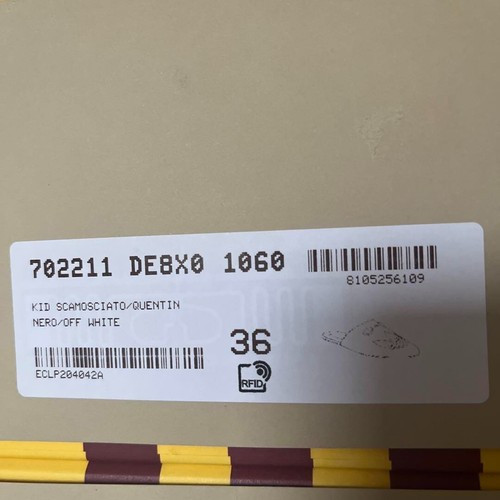 702211 DE8X0 1060
8105256109
KID SCAMOSCIATO/QUENTIN
NERO/OFF WHITE
36
ECLP204042A
RFID